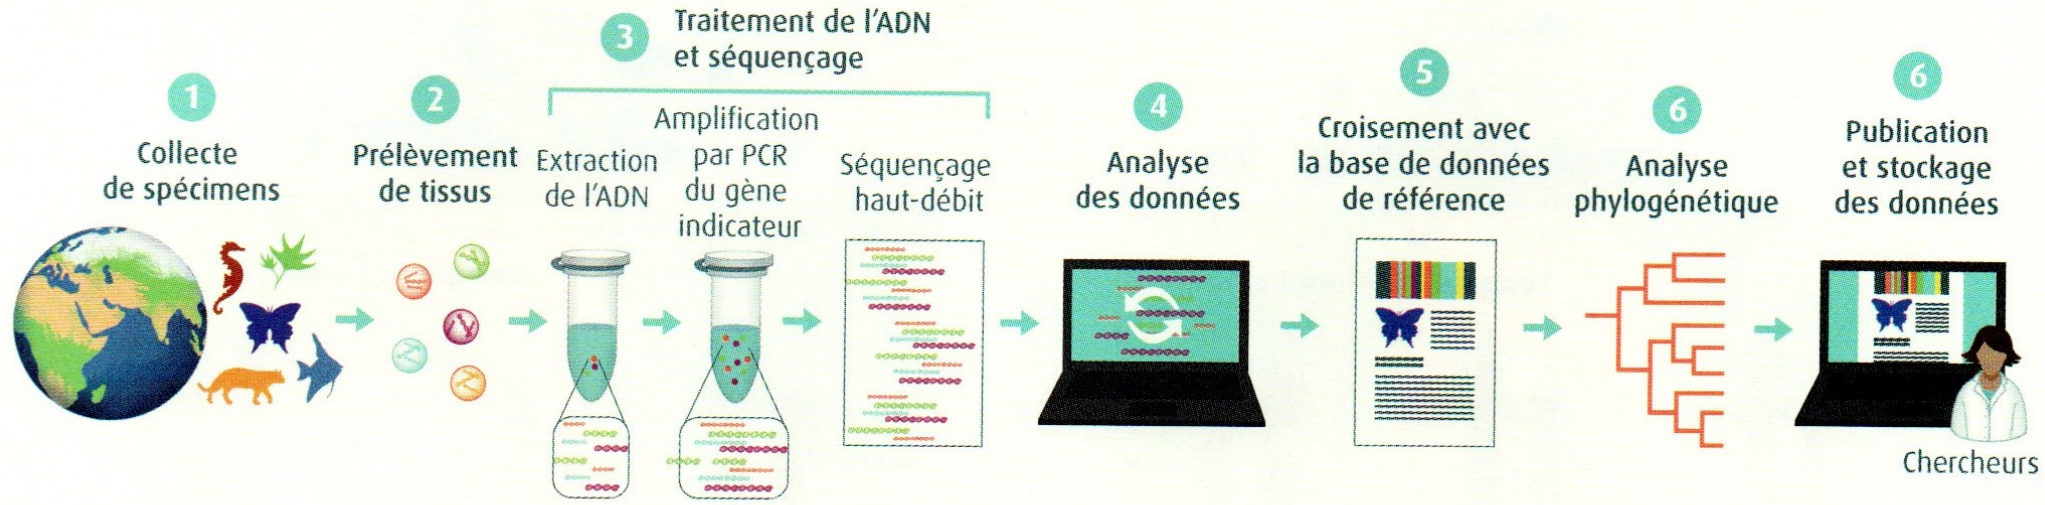 1
Collecte
de spécimens
2
Prélèvement
de tissus
3
Traitement de l'ADN
et séquençage
Extraction
de l'ADN
Amplification
par PCR
du gène
indicateur
Séquençage
haut-débit
4
Analyse
des données
5
Croisement avec
la base de données
de référence
6
Analyse
phylogénétique
6
Publication
et stockage
des données
Chercheurs